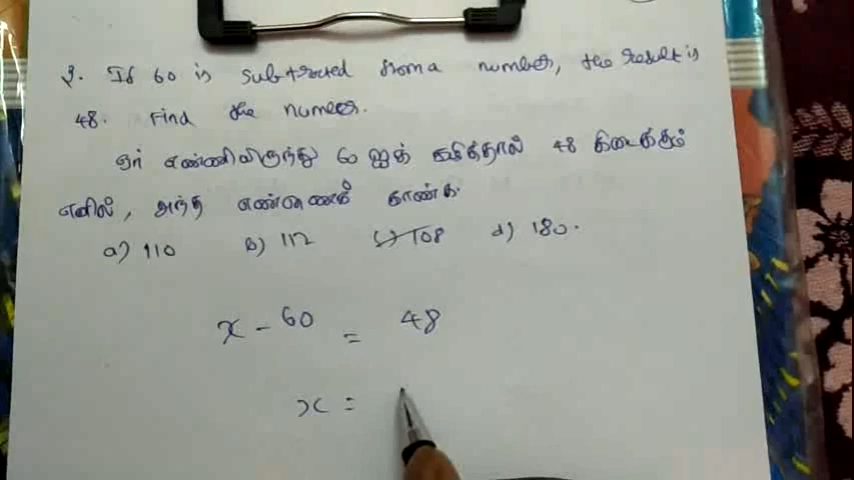 2. If 60 is subtracted from a number, the result is
48. Find the number.
ஓர் எண்ணிலிருந்து 60 ஐக் கழித்தால் 48 கிடைக்கும்
எனில், அந்த எண்ணைக் காண்க.
a) 110 b) 112 c) 108 d) 180.
x - 60 = 48
x =